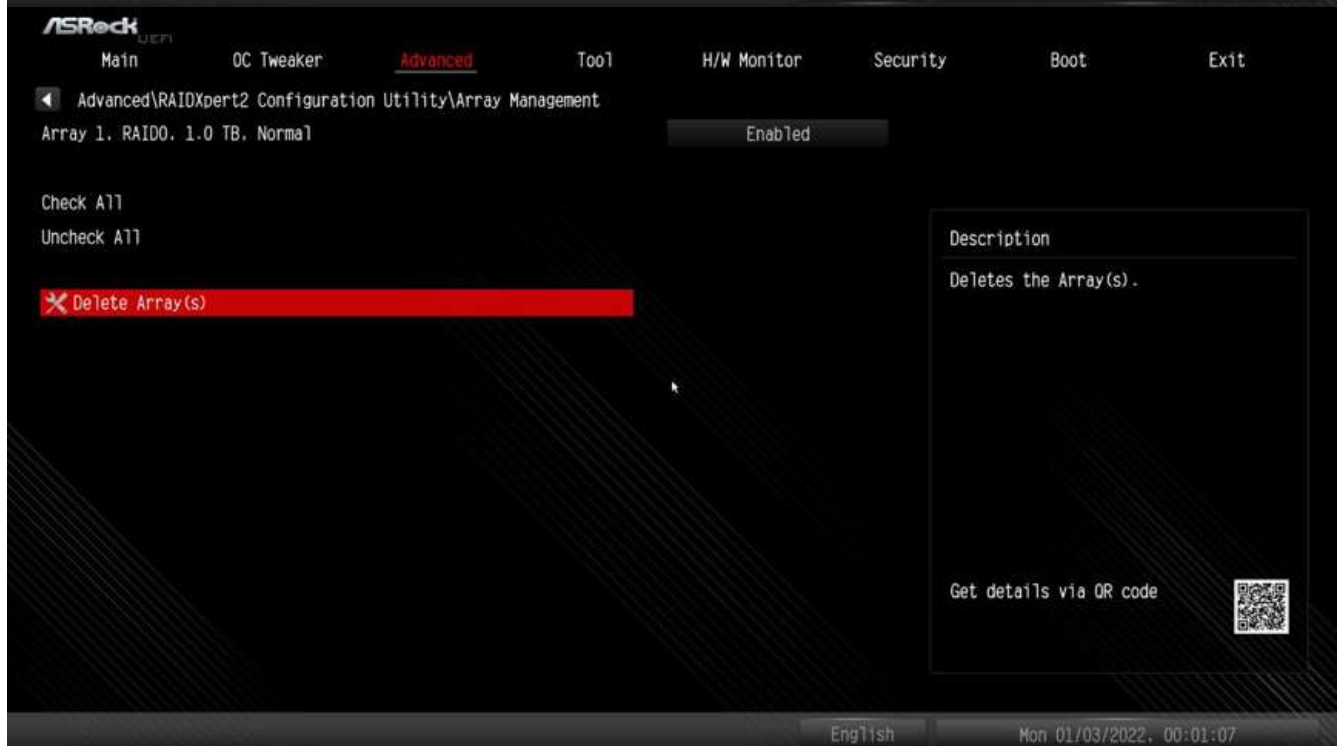 ASRock
UEFI
Main OC Tweaker Advanced Tool H/W Monitor Security Boot Exit
Advanced\RAIDXpert2 Configuration Utility\Array Management
Array 1, RAID0, 1.0 TB, Normal Enabled
Check All
Uncheck All
Delete Array(s)
Description
Deletes the Array(s).
Get details via QR code
English Mon 01/03/2022, 00:01:07